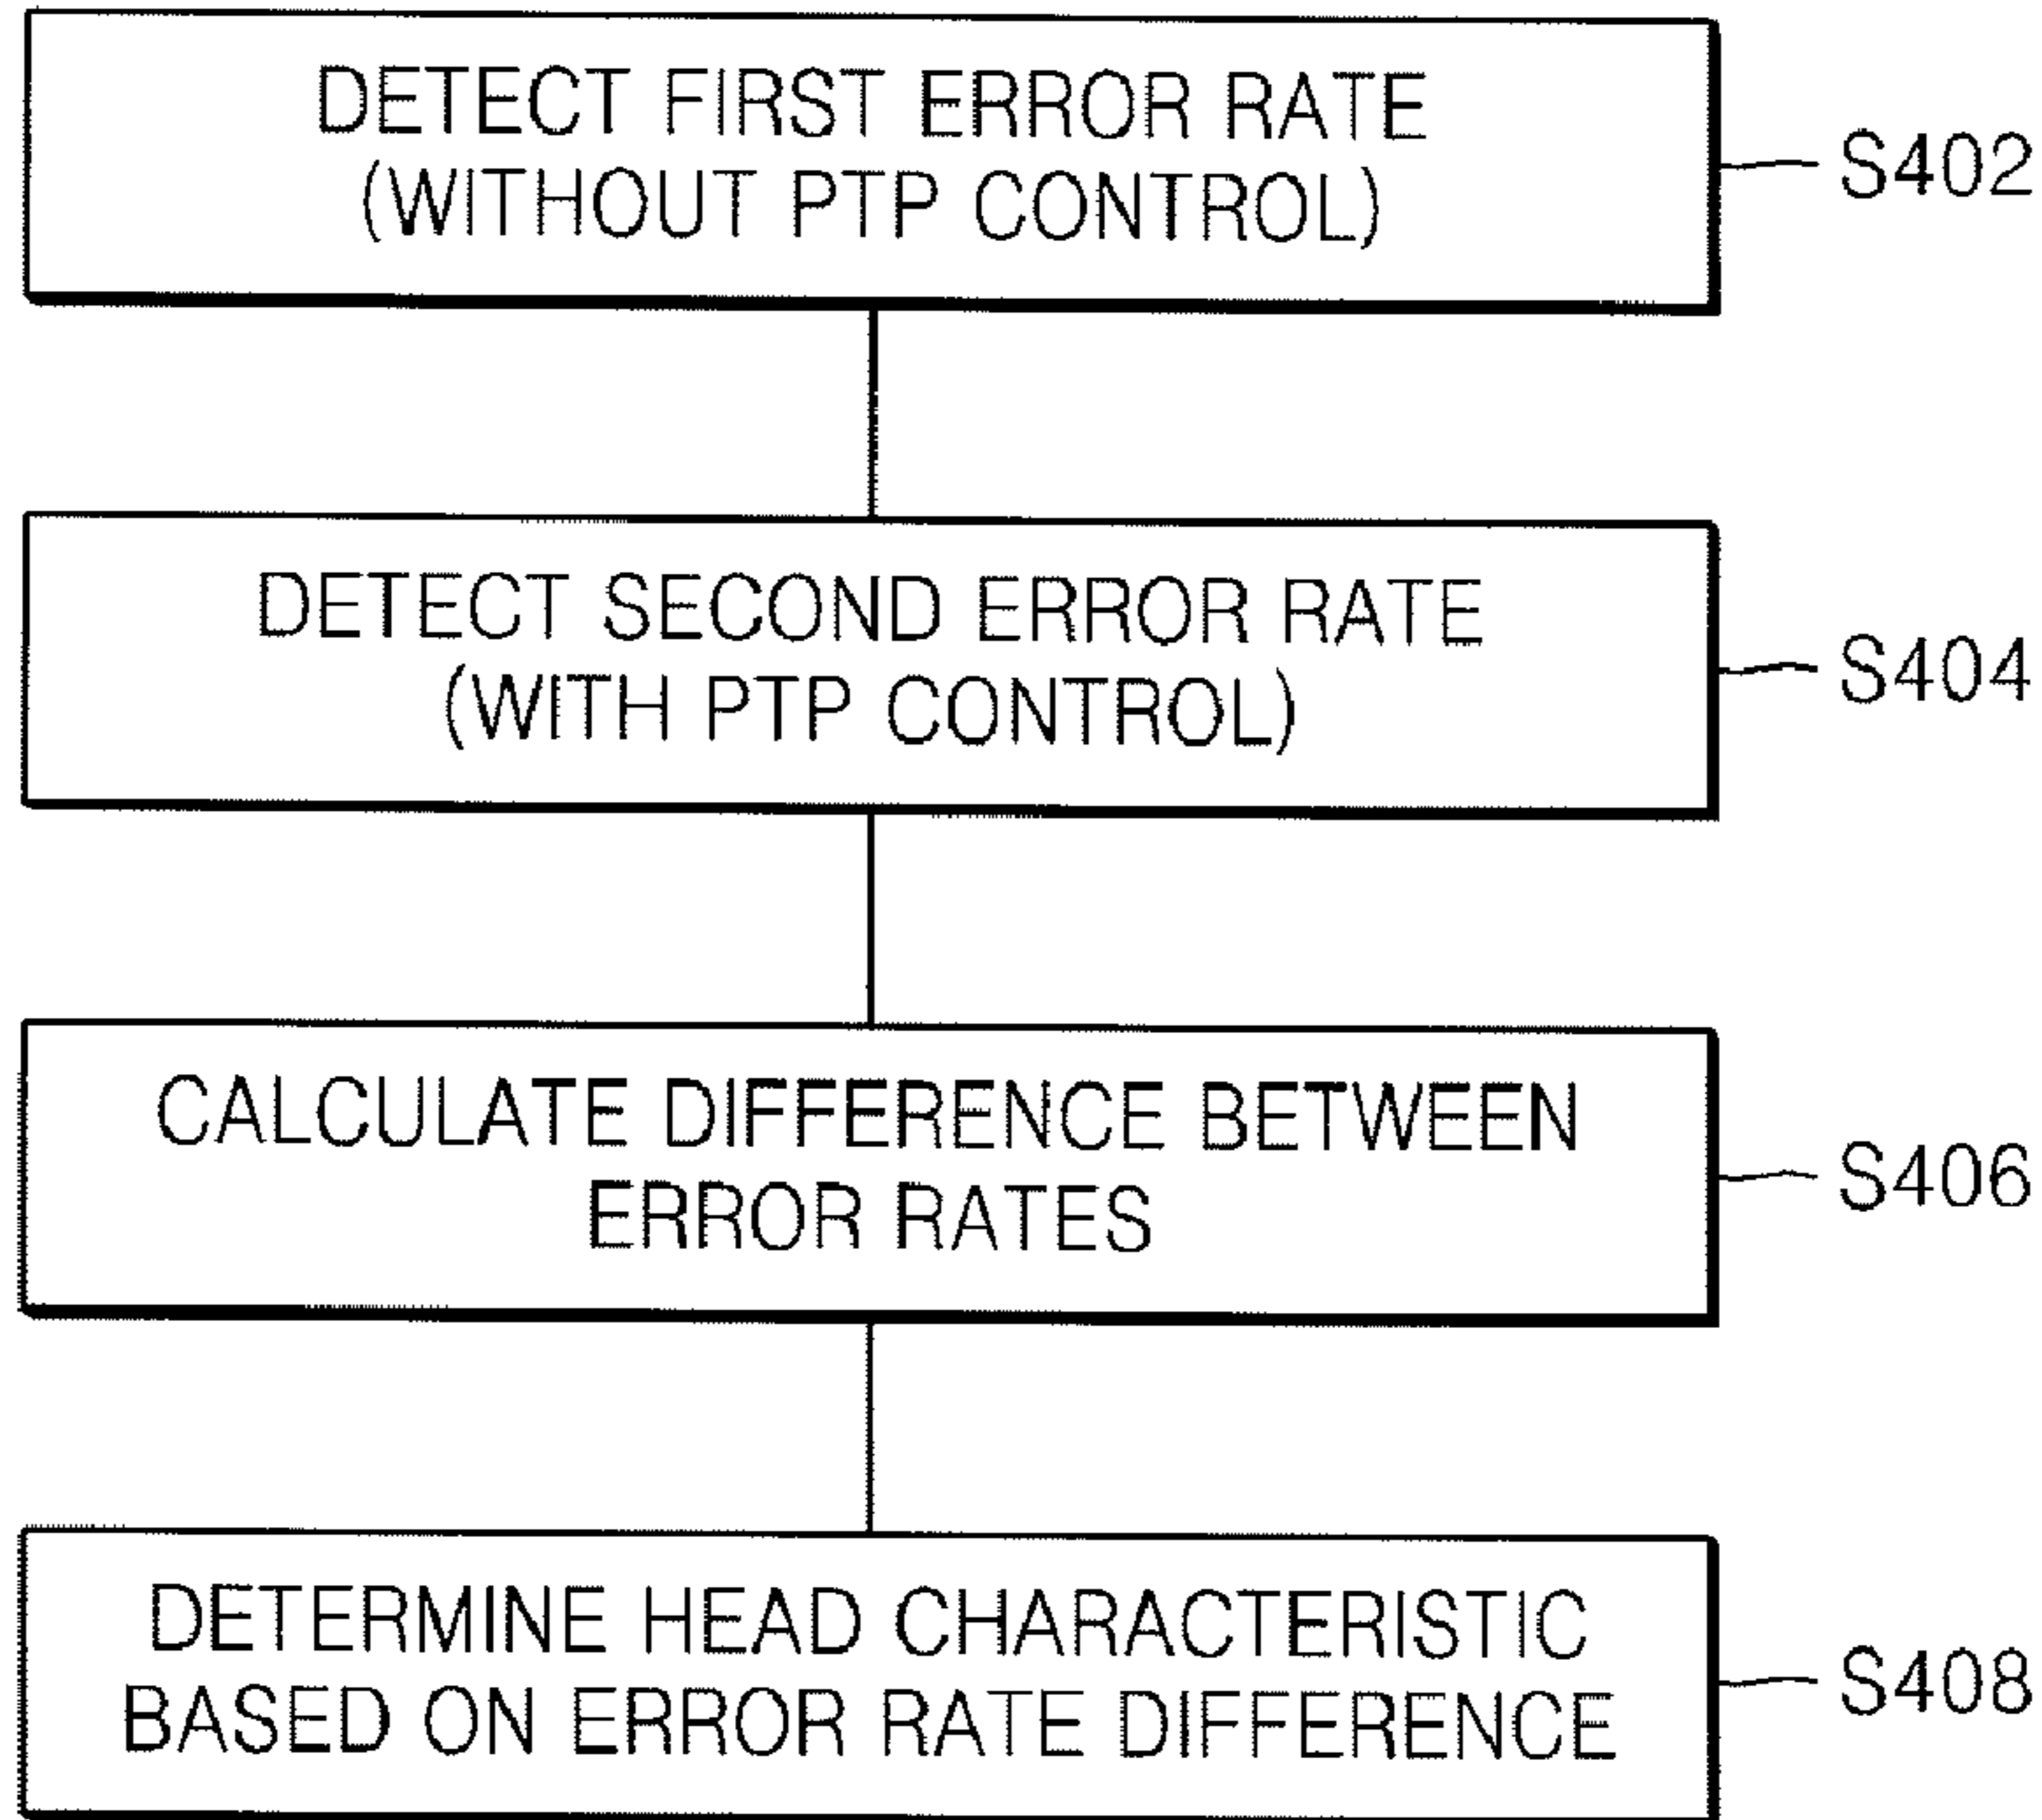 DETECT FIRST ERROR RATE
(WITHOUT PTP CONTROL)
S402
DETECT SECOND ERROR RATE
(WITH PTP CONTROL)
S404
CALCULATE DIFFERENCE BETWEEN
ERROR RATES
S406
DETERMINE HEAD CHARACTERISTIC
BASED ON ERROR RATE DIFFERENCE
S408